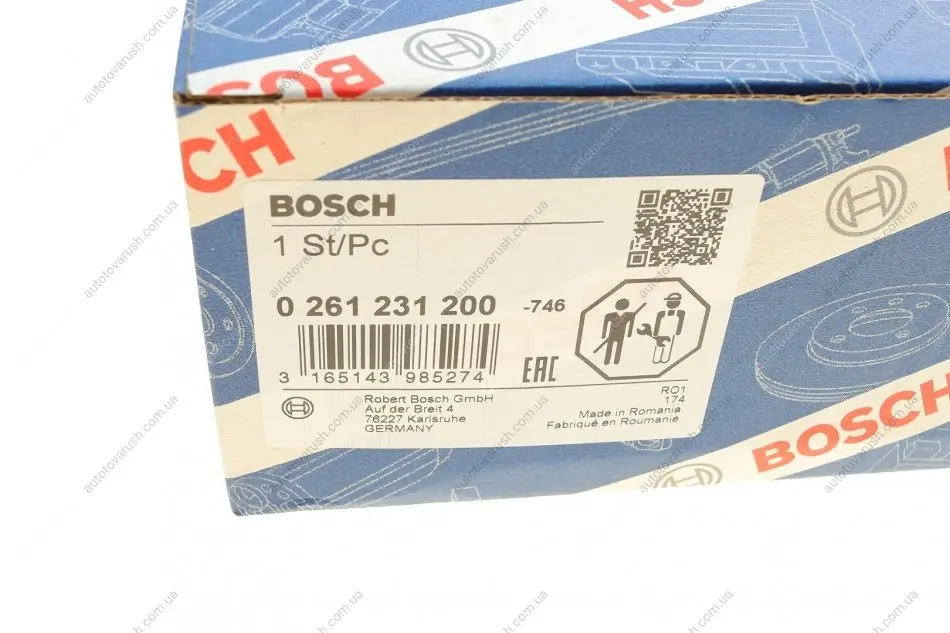 BOSCH
BOSCH
CH
BOSCH
1 St/Pc
0 261 231 200 -746
3 165143 985274
EAC
Robert Bosch GmbH
Auf der Breit 4
76227 Karlsruhe
GERMANY
RO1
174
Made in Romania
Fabriqué en Roumanie
BOSCH
autotovarush.com.ua